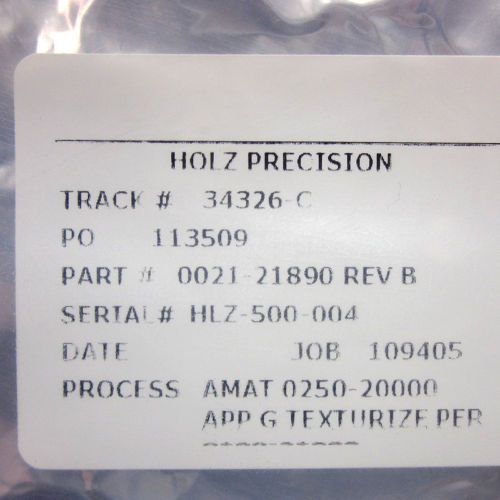 HOLZ PRECISION
TRACK # 34326-C
PO 113509
PART # 0021-21890 REV B
SERIAL# HLZ-500-004
DATE JOB 109405
PROCESS AMAT 0250-20000
APP G TEXTURIZE PER